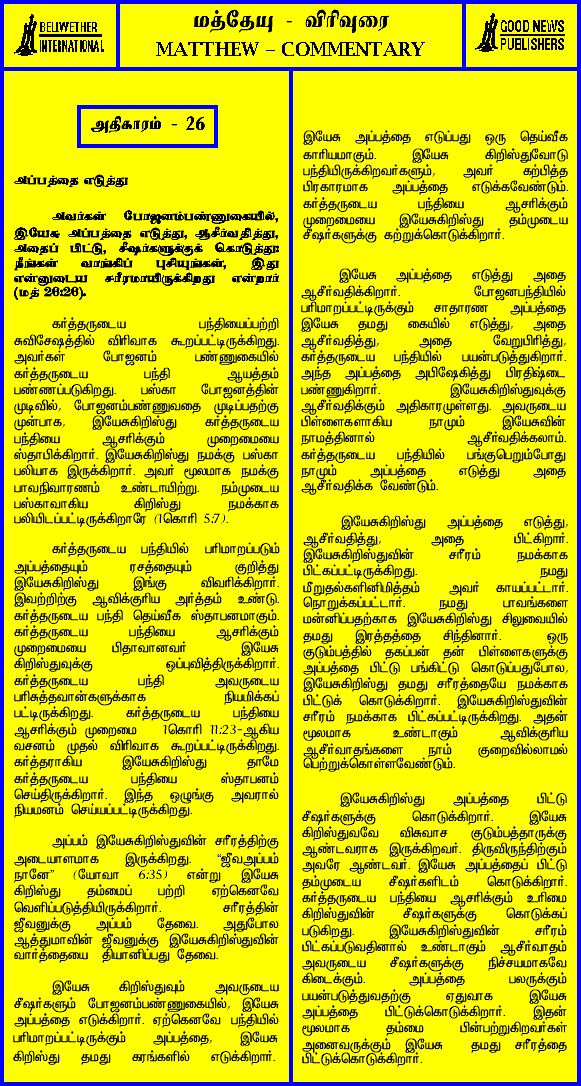 BELLWETHER
INTERNATIONAL
மத்தேயு - விரிவுரை
MATTHEW – COMMENTARY
GOOD NEWS
PUBLISHERS
அதிகாரம் - 26
அப்பத்தை எடுத்து
அவர்கள் போஜனம்பண்ணுகையில்,
இயேசு அப்பத்தை எடுத்து, ஆசீர்வதித்து,
அதைப் பிட்டு, சீஷர்களுக்குக் கொடுத்து:
நீங்கள் வாங்கிப் புசியுங்கள், இது
என்னுடைய சரீரமாயிருக்கிறது என்றார்
(மத் 26:26).
கர்த்தருடைய பந்தியைப்பற்றி
சுவிசேஷத்தில் விரிவாக கூறப்பட்டிருக்கிறது.
அவர்கள் போஜனம் பண்ணுகையில்
கர்த்தருடைய பந்தி ஆயத்தம்
பண்ணப்படுகிறது. பஸ்கா போஜனத்தின்
முடிவில், போஜனம்பண்ணுவதை முடிப்பதற்கு
முன்பாக, இயேசுகிறிஸ்து கர்த்தருடைய
பந்தியை ஆசரிக்கும் முறைமையை
ஸ்தாபிக்கிறார். இயேசுகிறிஸ்து நமக்கு பஸ்கா
பலியாக இருக்கிறார். அவர் மூலமாக நமக்கு
பாவநிவாரணம் உண்டாயிற்று. நம்முடைய
பஸ்காவாகிய கிறிஸ்து நமக்காக
பலியிடப்பட்டிருக்கிறாரே (1கொரி 5:7).
கர்த்தருடைய பந்தியில் பரிமாறப்படும்
அப்பத்தையும் ரசத்தையும் குறித்து
இயேசுகிறிஸ்து இங்கு விவரிக்கிறார்.
இவற்றிற்கு ஆவிக்குரிய அர்த்தம் உண்டு.
கர்த்தருடைய பந்தி தெய்வீக ஸ்தாபனமாகும்.
கர்த்தருடைய பந்தியை ஆசரிக்கும்
முறைமையை பிதாவானவர் இயேசு
கிறிஸ்துவுக்கு ஒப்புவித்திருக்கிறார்.
கர்த்தருடைய பந்தி அவருடைய
பரிசுத்தவான்களுக்காக நியமிக்கப்
பட்டிருக்கிறது. கர்த்தருடைய பந்தியை
ஆசரிக்கும் முறைமை 1கொரி 11:23-ஆகிய
வசனம் முதல் விரிவாக கூறப்பட்டிருக்கிறது.
கர்த்தராகிய இயேசுகிறிஸ்து தாமே
கர்த்தருடைய பந்தியை ஸ்தாபனம்
செய்திருக்கிறார். இந்த ஒழுங்கு அவரால்
நியமனம் செய்யப்பட்டிருக்கிறது.
அப்பம் இயேசுகிறிஸ்துவின் சரீரத்திற்கு
அடையாளமாக இருக்கிறது. "ஜீவஅப்பம்
நானே" (யோவா 6:35) என்று இயேசு
கிறிஸ்து தம்மைப் பற்றி ஏற்கெனவே
வெளிப்படுத்தியிருக்கிறார். சரீரத்தின்
ஜீவனுக்கு அப்பம் தேவை. அதுபோல
ஆத்துமாவின் ஜீவனுக்கு இயேசுகிறிஸ்துவின்
வார்த்தையை தியானிப்பது தேவை.
இயேசு கிறிஸ்துவும் அவருடைய
சீஷர்களும் போஜனம்பண்ணுகையில், இயேசு
அப்பத்தை எடுக்கிறார். ஏற்கெனவே பந்தியில்
பரிமாறப்பட்டிருக்கும் அப்பத்தை, இயேசு
கிறிஸ்து தமது கரங்களில் எடுக்கிறார்.
இயேசு அப்பத்தை எடுப்பது ஒரு தெய்வீக
காரியமாகும். இயேசு கிறிஸ்துவோடு
பந்தியிருக்கிறவர்களும், அவர் கற்பித்த
பிரகாரமாக அப்பத்தை எடுக்கவேண்டும்.
கர்த்தருடைய பந்தியை ஆசரிக்கும்
முறைமையை இயேசுகிறிஸ்து தம்முடைய
சீஷர்களுக்கு கற்றுக்கொடுக்கிறார்.
இயேசு அப்பத்தை எடுத்து அதை
ஆசீர்வதிக்கிறார். போஜனபந்தியில்
பரிமாறப்பட்டிருக்கும் சாதாரண அப்பத்தை
இயேசு தமது கையில் எடுத்து, அதை
ஆசீர்வதித்து, அதை வேறுபிரித்து,
கர்த்தருடைய பந்தியில் பயன்படுத்துகிறார்.
அந்த அப்பத்தை அபிஷேகித்து பிரதிஷ்டை
பண்ணுகிறார். இயேசுகிறிஸ்துவுக்கு
ஆசீர்வதிக்கும் அதிகாரமுள்ளது. அவருடைய
பிள்ளைகளாகிய நாமும் இயேசுவின்
நாமத்தினால் ஆசீர்வதிக்கலாம்.
கர்த்தருடைய பந்தியில் பங்குபெறும்போது
நாமும் அப்பத்தை எடுத்து அதை
ஆசீர்வதிக்க வேண்டும்.
இயேசுகிறிஸ்து அப்பத்தை எடுத்து,
ஆசீர்வதித்து, அதை பிட்கிறார்.
இயேசுகிறிஸ்துவின் சரீரம் நமக்காக
பிட்கப்பட்டிருக்கிறது. நமது
மீறுதல்களினிமித்தம் அவர் காயப்பட்டார்.
நொறுக்கப்பட்டார். நமது பாவங்களை
மன்னிப்பதற்காக இயேசுகிறிஸ்து சிலுவையில்
தமது இரத்தத்தை சிந்தினார். ஒரு
குடும்பத்தில் தகப்பன் தன் பிள்ளைகளுக்கு
அப்பத்தை பிட்டு பங்கிட்டு கொடுப்பதுபோல,
இயேசுகிறிஸ்து தமது சரீரத்தையே நமக்காக
பிட்டுக் கொடுக்கிறார். இயேசுகிறிஸ்துவின்
சரீரம் நமக்காக பிட்கப்பட்டிருக்கிறது. அதன்
மூலமாக உண்டாகும் ஆவிக்குரிய
ஆசீர்வாதங்களை நாம் குறைவில்லாமல்
பெற்றுக்கொள்ளவேண்டும்.
இயேசுகிறிஸ்து அப்பத்தை பிட்டு
சீஷர்களுக்கு கொடுக்கிறார். இயேசு
கிறிஸ்துவவே விசுவாச குடும்பத்தாருக்கு
ஆண்டவராக இருக்கிறவர். திருவிருந்திற்கும்
அவரே ஆண்டவர். இயேசு அப்பத்தைப் பிட்டு
தம்முடைய சீஷர்களிடம் கொடுக்கிறார்.
கர்த்தருடைய பந்தியை ஆசரிக்கும் உரிமை
கிறிஸ்துவின் சீஷர்களுக்கு கொடுக்கப்
படுகிறது. இயேசுகிறிஸ்துவின் சரீரம்
பிட்கப்படுவதினால் உண்டாகும் ஆசீர்வாதம்
அவருடைய சீஷர்களுக்கு நிச்சயமாகவே
கிடைக்கும். அப்பத்தை பலருக்கும்
பயன்படுத்துவதற்கு ஏதுவாக இயேசு
அப்பத்தை பிட்டுக்கொடுக்கிறார். இதன்
மூலமாக தம்மை பின்பற்றுகிறவர்கள்
அனைவருக்கும் இயேசு தமது சரீரத்தை
பிட்டுக்கொடுக்கிறார்.